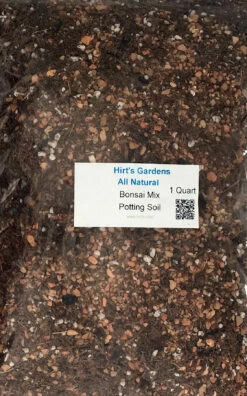 Hirt's Gardens
All Natural
Bonsai Mix
1 Quart
Potting Soil